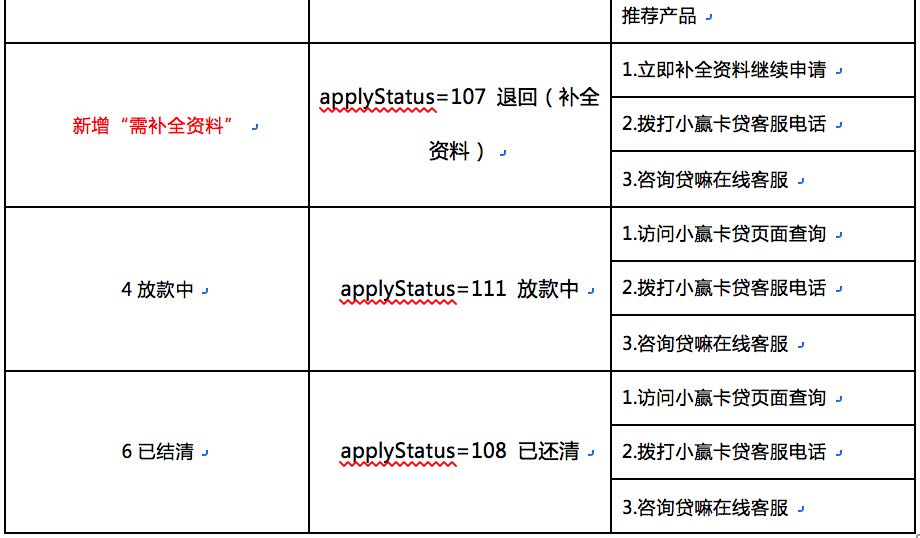 推荐产品
新增“需补全资料”
applyStatus=107 退回（补全
资料）
1.立即补全资料继续申请
2.拨打小赢卡贷客服电话
3.咨询贷嘛在线客服
4 放款中
applyStatus=111 放款中
1.访问小赢卡贷页面查询
2.拨打小赢卡贷客服电话
3.咨询贷嘛在线客服
6 已结清
applyStatus=108 已还清
1.访问小赢卡贷页面查询
2.拨打小赢卡贷客服电话
3.咨询贷嘛在线客服